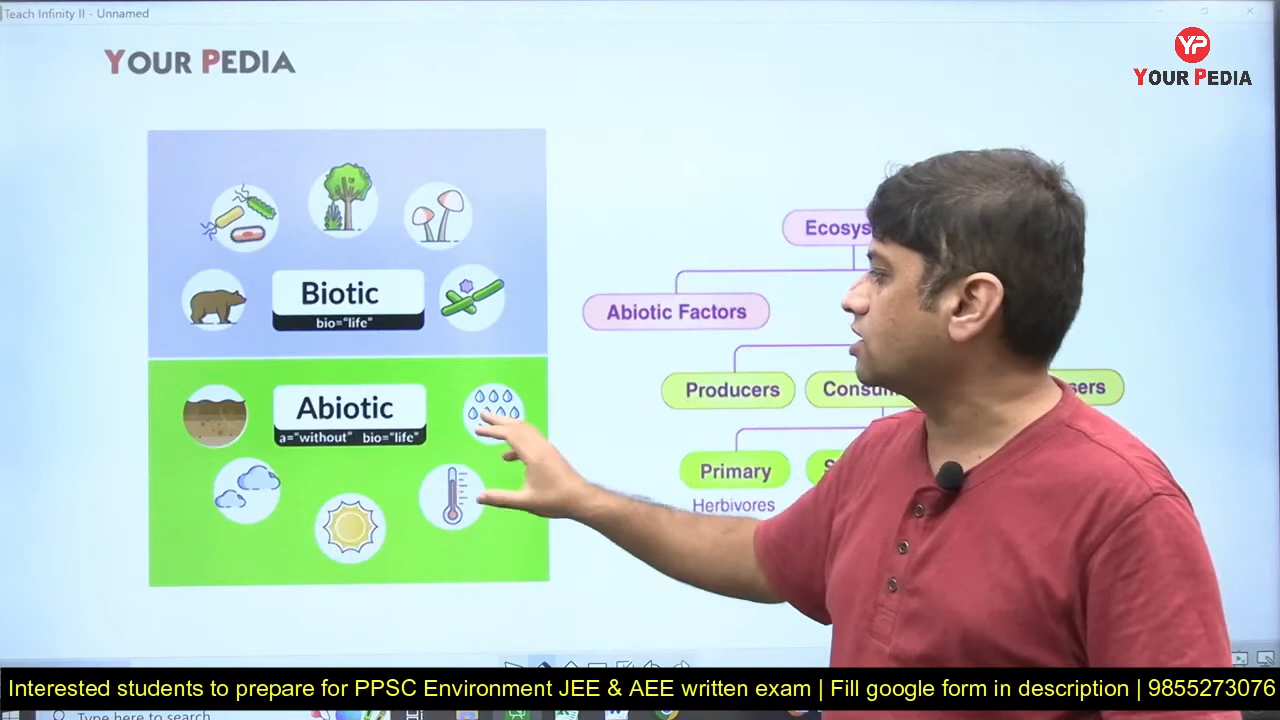 Teach Infinity II - Unnamed
YOUR PEDIA
YP
YOUR PEDIA
Biotic
bio="life"
Abiotic
a="without" bio="life"
Abiotic Factors
Producers
Primary
Herbivores
Interested students to prepare for PPSC Environment JEE & AEE written exam | Fill google form in description | 9855273076
Type here to search